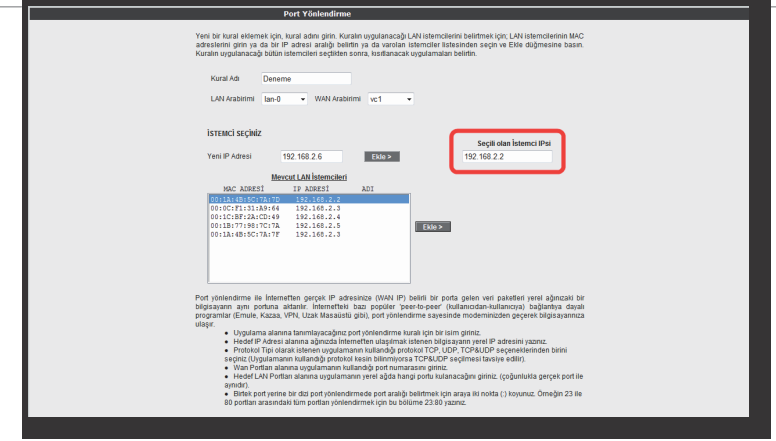 Port Yönlendirme
Yeni bir kural eklemek için, kural adını girin. Kuralın uygulanacağı LAN istemcilerini belirtmek için; LAN istemcilerinin MAC
adreslerini girin ya da bir IP adresi aralığı belirtin ya da varolan istemciler listesinden seçin ve Ekle düğmesine basın.
Kuralın uygulanacağı bütün istemcileri seçtikten sonra, kısıtlanacak uygulamaları belirtin.
Kural Adı Deneme
LAN Arabirimi lan-0 WAN Arabirimi vc1
İSTEMCİ SEÇİNİZ
Seçili olan İstemci IPsi
Yeni IP Adresi 192.168.2.6 Ekle > 192.168.2.2
Mevcut LAN İstemcileri
MAC ADRESİ IP ADRESİ ADI
00:1A:4B:5C:7A:7D 192.168.2.2
00:0C:F1:31:A9:64 192.168.2.3
00:1C:BF:2A:CD:49 192.168.2.4
00:1B:77:98:7C:7A 192.168.2.5
00:1A:4B:5C:7A:7F 192.168.2.3
Ekle >
Port yönlendirme ile İnternetten gerçek IP adresinize (WAN IP) belirli bir porta gelen veri paketleri yerel ağınızaki bir
bilgisayarın aynı portuna aktarılır. İnternetteki bazı popüler 'peer-to-peer' (kullanıcıdan-kullanıcıya) bağlantıya dayalı
programlar (Emule, Kazaa, VPN, Uzak Masaüstü gibi), port yönlendirme sayesinde modeminizden geçerek bilgisayarınıza
ulaşır.
• Uygulama alanına tanımlayacağınız port yönlendirme kuralı için bir isim giriniz.
• Hedef IP Adresi alanına ağınızda İnternetten ulaşılmak istenen bilgisayarın yerel IP adresini yazınız.
• Protokol Tipi olarak istenen uygulamanın kullandığı protokol TCP, UDP, TCP&UDP seçeneklerinden birini
seçiniz (Uygulamanın kullandığı protokol kesin bilinmiyorsa TCP&UDP seçilmesi tavsiye edilir).
• Wan Portları alanına uygulamanın kullandığı port numarasını giriniz.
• Hedef LAN Portları alanına uygulamanın yerel ağda hangi portu kulanacağını giriniz. (çoğunlukla gerçek port ile
aynıdır).
• Birtek port yerine bir dizi port yönlendirmede port aralığı belirtmek için araya iki nokta (:) koyunuz. Örneğin 23 ile
80 portları arasındaki tüm portları yönlendirmek için bu bölüme 23:80 yazınız.